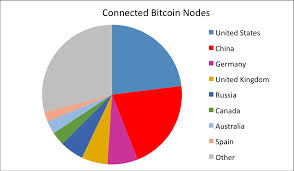 Connected Bitcoin Nodes
United States
China
Germany
United Kingdom
Russia
Canada
Australia
Spain
Other